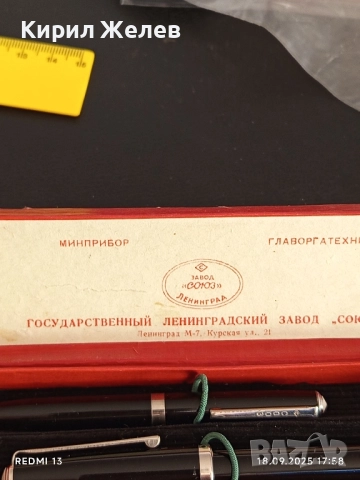 Кирил Желев
МИНПРИБОР
ГЛАВОРГАТЕХНИ
ЗАВОД
"СОЮЗ"
ЛЕНИНГРАД
ГОСУДАРСТВЕННЫЙ ЛЕНИНГРАДСКИЙ ЗАВОД „СОЮ
Ленинград М-7, Курская ул., 21
REDMI 13
18.09.2025 17:58